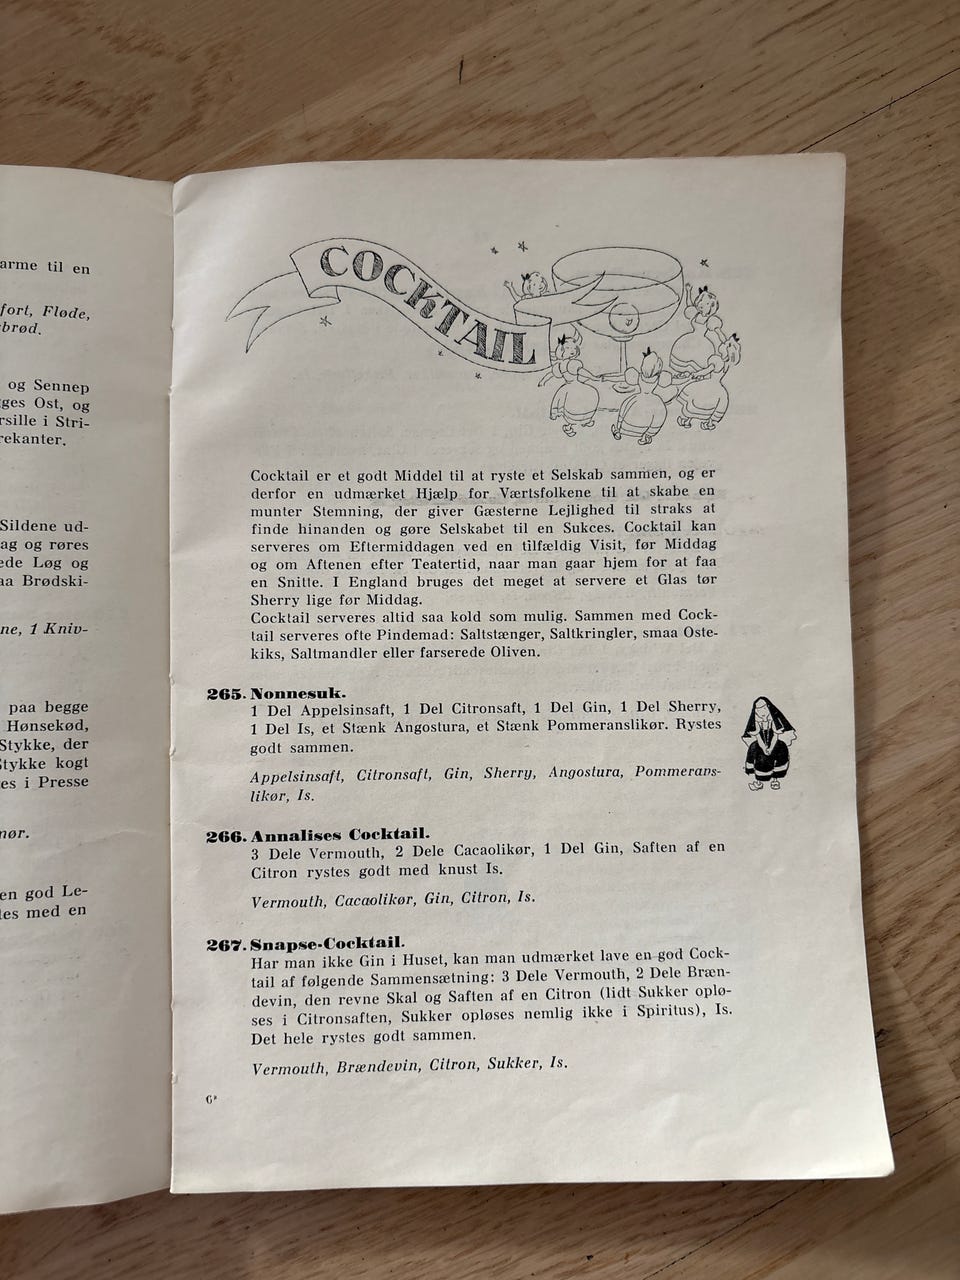 arme til en
fort, Fløde,
brød.
og Sennep
ges Ost, og
rsille i Stri-
rekanter.
Sildene ud-
ag og røres
ede Løg og
aa Brødski-
ne, 1 Kniv-
paa begge
Hønsekød,
Stykke, der
Stykke kogt
es i Presse
en god Le-
tes med en
COCKTAIL
Cocktail er et godt Middel til at ryste et Selskab sammen, og er
derfor en udmærket Hjælp for Værtsfolkene til at skabe en
munter Stemning, der giver Gæsterne Lejlighed til straks at
finde hinanden og gøre Selskabet til en Sukces. Cocktail kan
serveres om Eftermiddagen ved en tilfældig Visit, før Middag
og om Aftenen efter Teatertid, naar man gaar hjem for at faa
en Snitte. I England bruges det meget at servere et Glas tør
Sherry lige før Middag.
Cocktail serveres altid saa kold som mulig. Sammen med Cock-
tail serveres ofte Pindemad: Saltstænger, Saltkringler, smaa Oste-
kiks, Saltmandler eller farserede Oliven.
265. Nonnesuk.
1 Del Appelsinsaft, 1 Del Citronsaft, 1 Del Gin, 1 Del Sherry,
1 Del Is, et Stænk Angostura, et Stænk Pommeranslikør. Rystes
godt sammen.
Appelsinsaft, Citronsaft, Gin, Sherry, Angostura, Pommerans-
likør, Is.
266. Annalises Cocktail.
3 Dele Vermouth, 2 Dele Cacaolikør, 1 Del Gin, Saften af en
Citron rystes godt med knust Is.
Vermouth, Cacaolikør, Gin, Citron, Is.
267. Snapse-Cocktail.
Har man ikke Gin i Huset, kan man udmærket lave en god Cock-
tail af følgende Sammensætning: 3 Dele Vermouth, 2 Dele Bræn-
devin, den revne Skal og Saften af en Citron (lidt Sukker oplø-
ses i Citronsaften, Sukker opløses nemlig ikke i Spiritus), Is.
Det hele rystes godt sammen.
Vermouth, Brændevin, Citron, Sukker, Is.